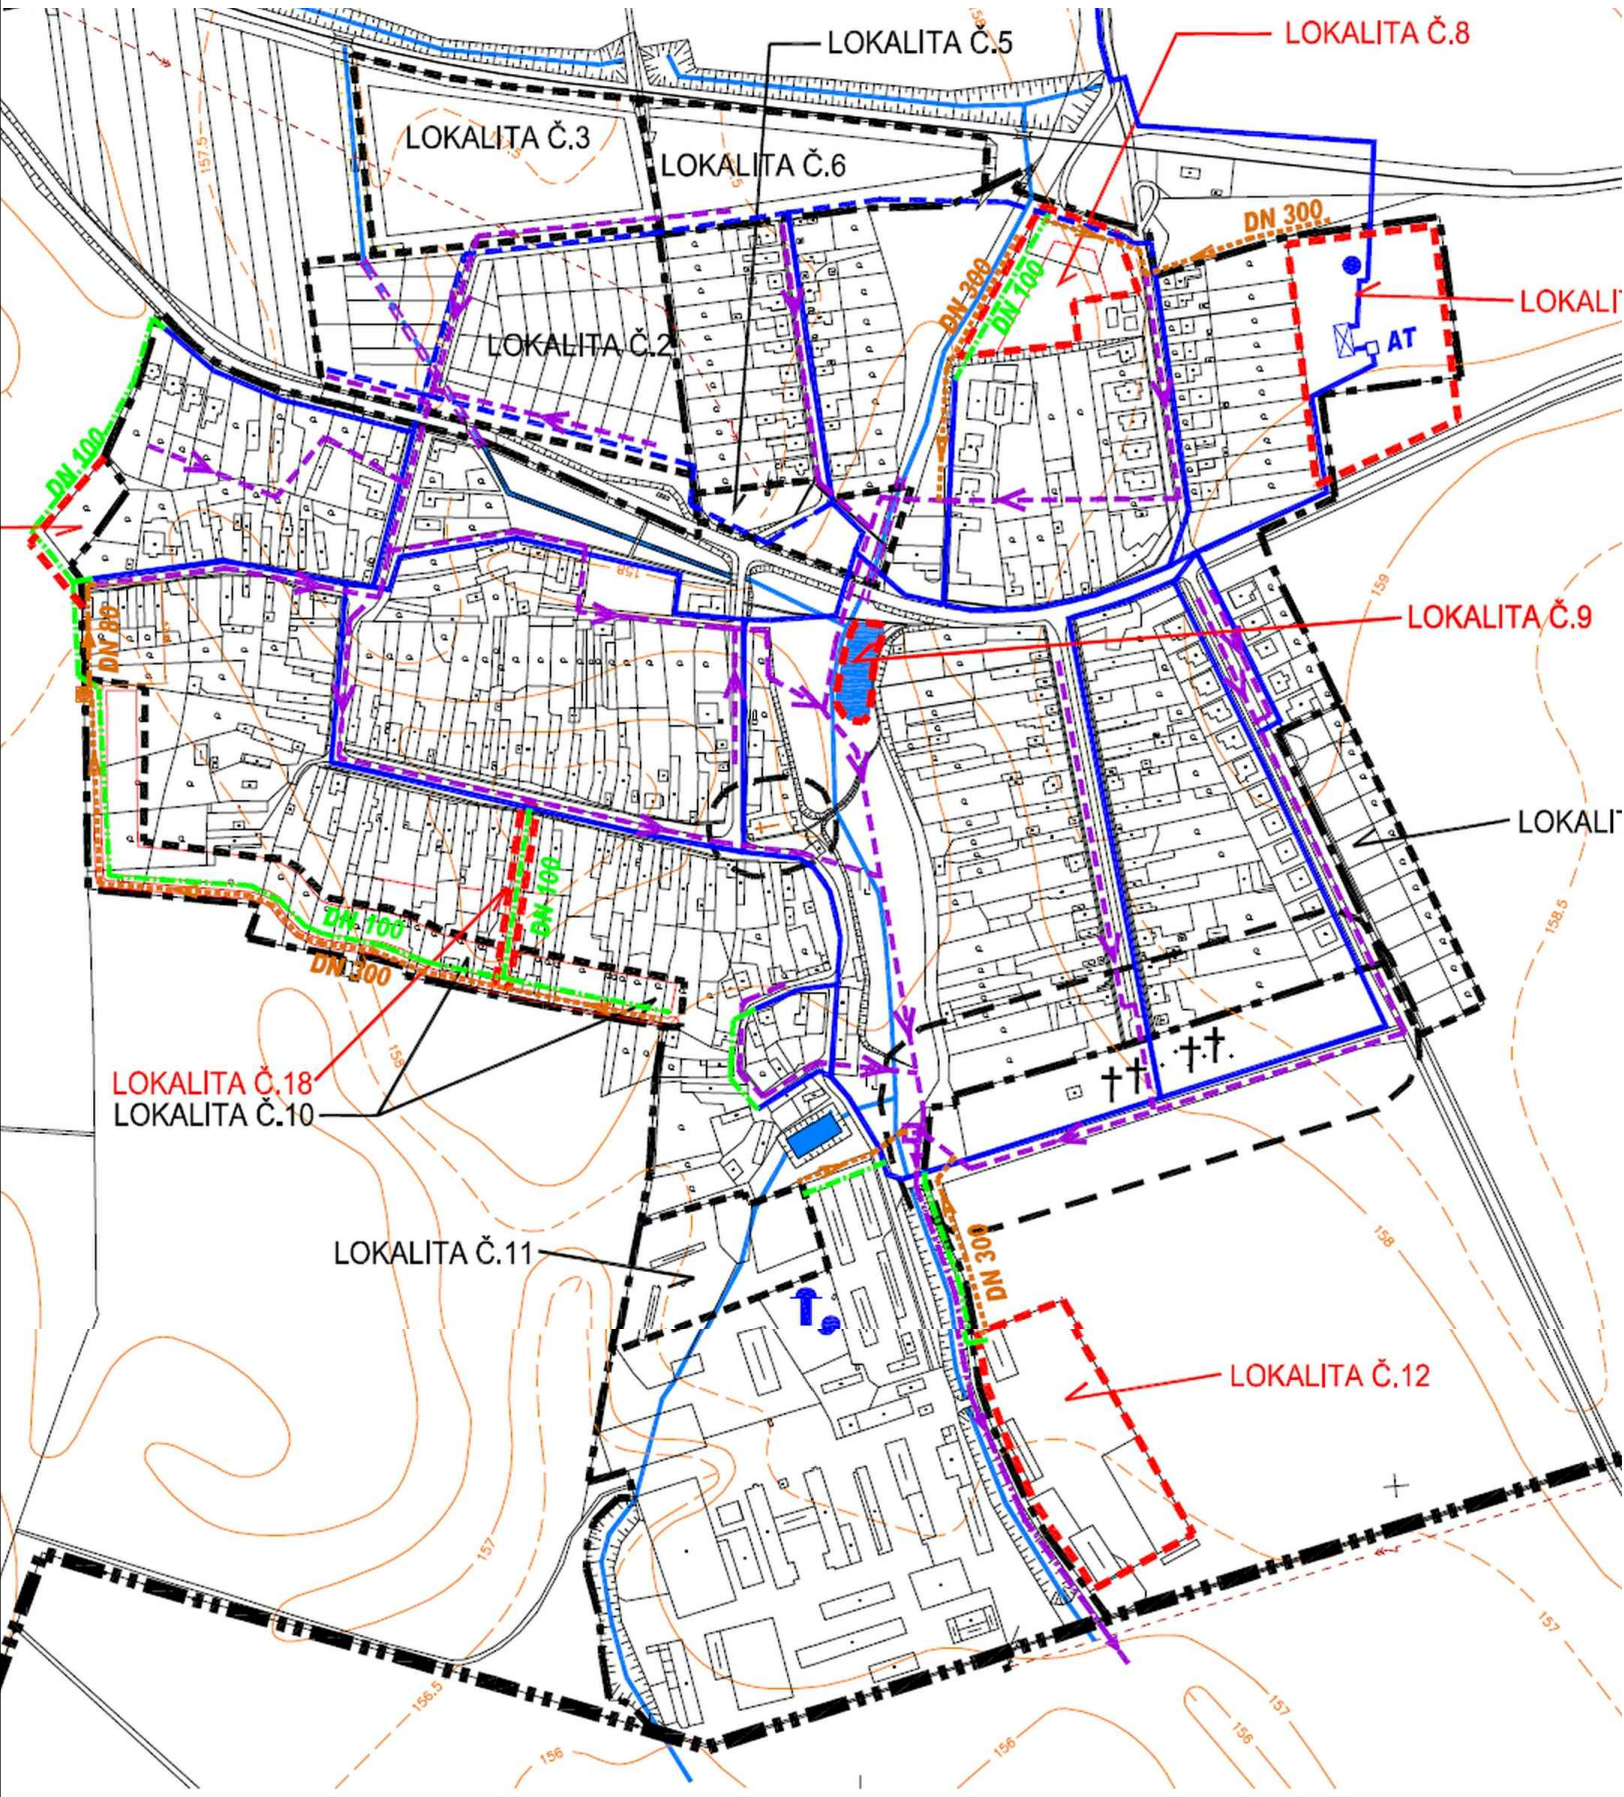 LOKALITA Č.5
LOKALITA Č.8
LOKALITA Č.3
LOKALITA Č.6
157.5
DN 300
DN 300
DN 100
LOKALIT
AT
LOKALITA Č.2
DN 100
158
159
LOKALITA Č.9
DN 80
LOKALIT
DN 100
DN 100
DN 300
158.5
158
LOKALITA Č.18
LOKALITA Č.10
LOKALITA Č.11
DN 300
158
LOKALITA Č.12
157
156.5
156
156
156
157
157